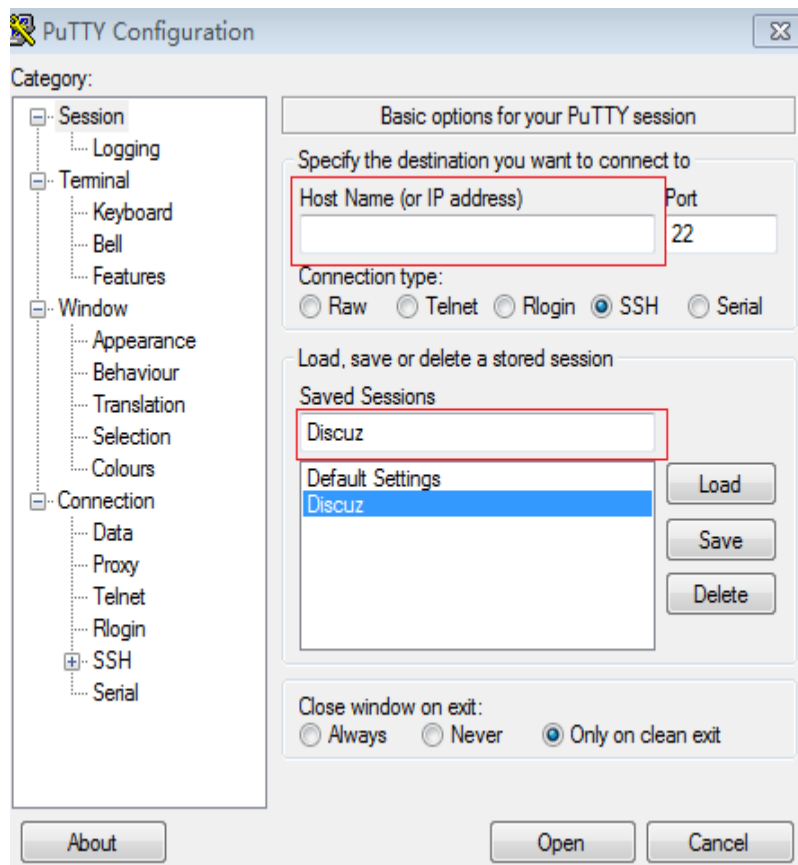 PuTTY Configuration
Category:
Session
Logging
Terminal
Keyboard
Bell
Features
Window
Appearance
Behaviour
Translation
Selection
Colours
Connection
Data
Proxy
Telnet
Rlogin
SSH
Serial
Basic options for your PuTTY session
Specify the destination you want to connect to
Host Name (or IP address) Port
22
Connection type:
Raw Telnet Rlogin SSH Serial
Load, save or delete a stored session
Saved Sessions
Discuz
Default Settings
Discuz
Load
Save
Delete
Close window on exit:
Always Never Only on clean exit
About Open Cancel